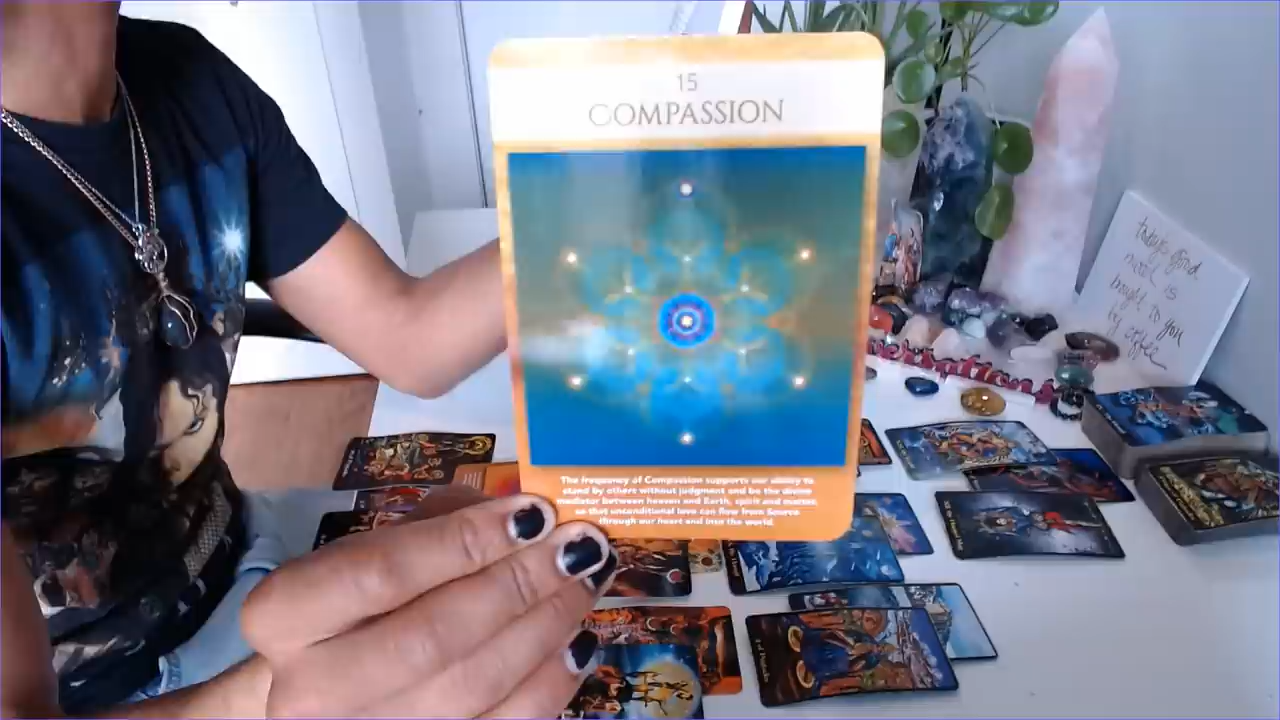 15
COMPASSION
The frequency of Compassion supports our ability to
stand by others without judgment and be the divine
mediator between heaven and Earth, spirit and matter,
so that unconditional love can flow from Source
through our heart and into the world.
today's good
mood is
bought to you
by coffee